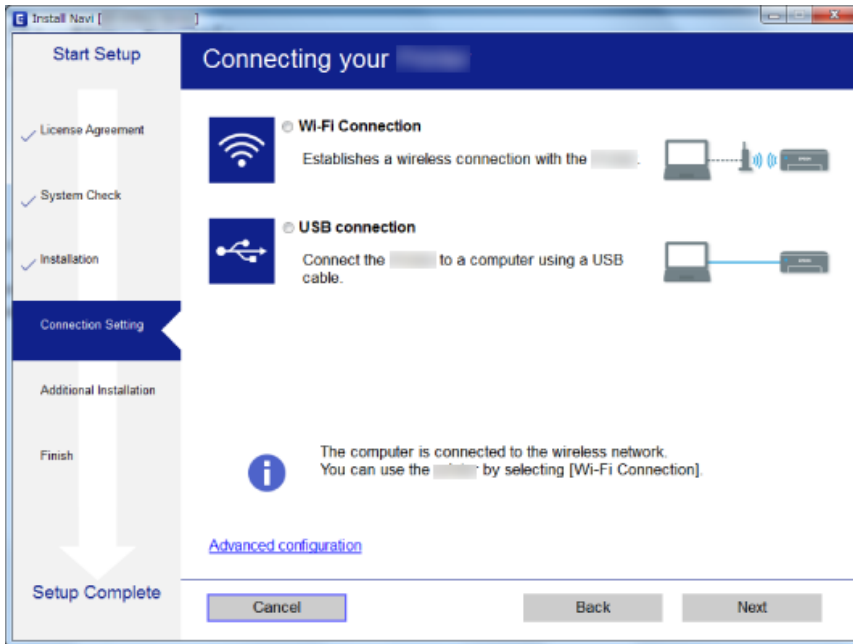 Install Navi [ ]
Start Setup
Connecting your
License Agreement
System Check
Installation
Connection Setting
Additional Installation
Finish
Setup Complete
Wi-Fi Connection
Establishes a wireless connection with the .
USB connection
Connect the to a computer using a USB
cable.
The computer is connected to the wireless network.
You can use the by selecting [Wi-Fi Connection].
Advanced configuration
Cancel
Back
Next